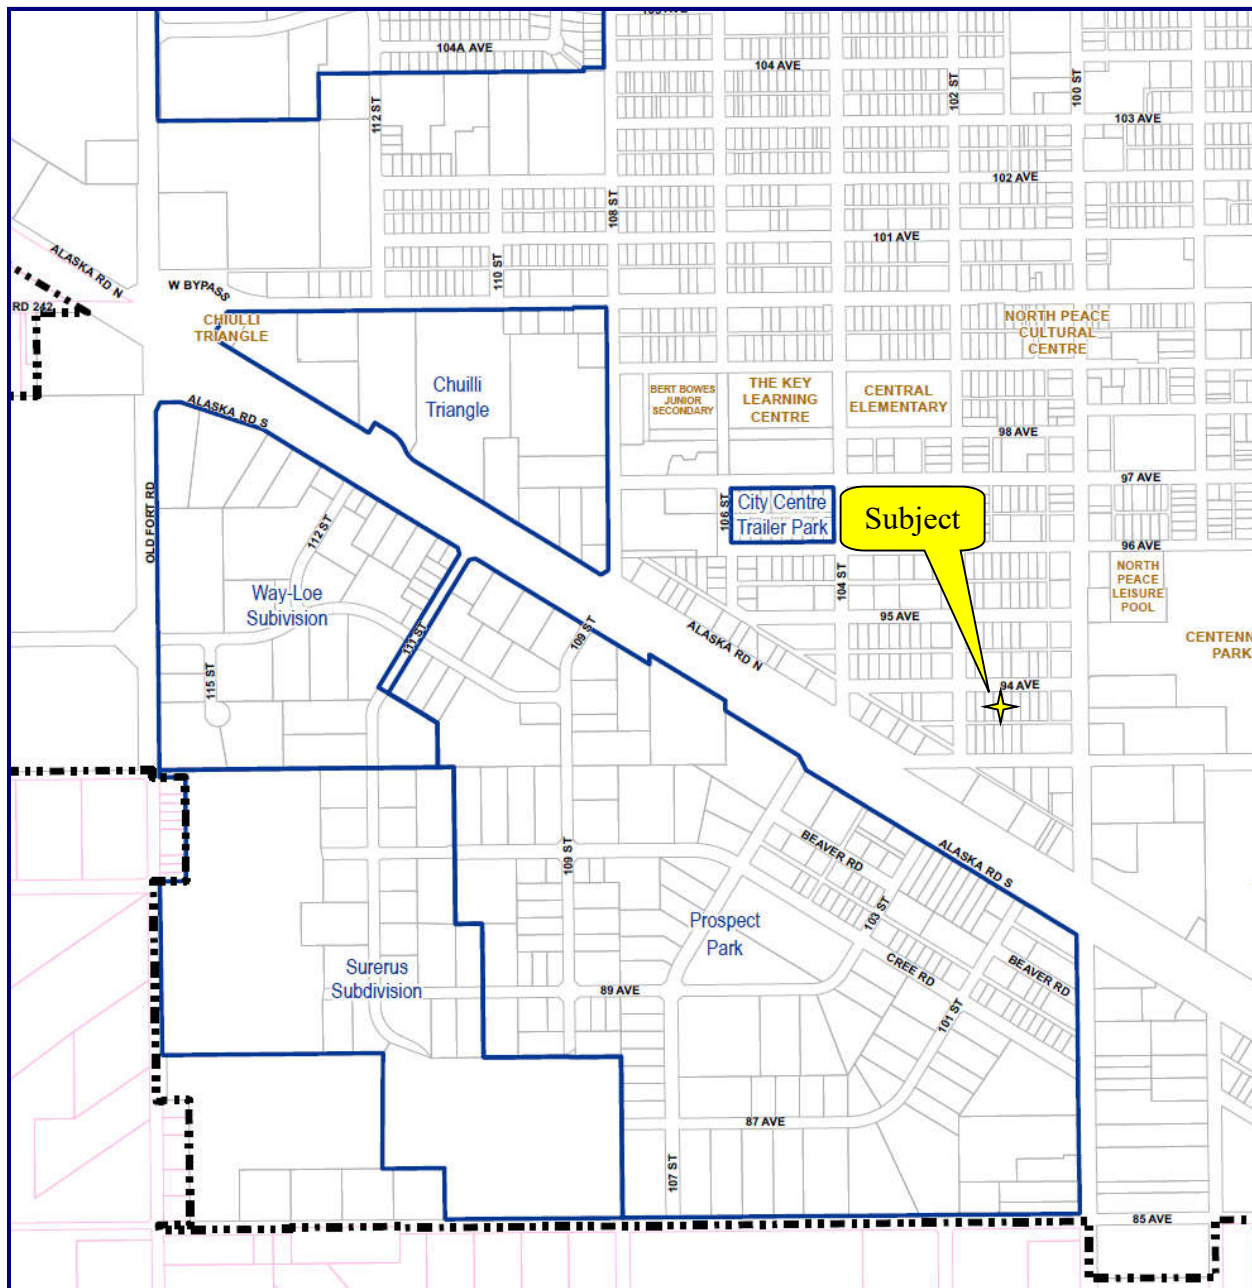 104A AVE
104 AVE
112 ST
102 ST
100 ST
103 AVE
102 AVE
108 ST
101 AVE
ALASKA RD N
110 ST
W BYPASS
RD 242
CHIULLI
TRIANGLE
NORTH PEACE
CULTURAL
CENTRE
Chuilli
Triangle
BERT BOWES
JUNIOR
SECONDARY
THE KEY
LEARNING
CENTRE
CENTRAL
ELEMENTARY
ALASKA RD S
98 AVE
97 AVE
OLD FORT RD
106 ST
City Centre
Trailer Park
Subject
112 ST
96 AVE
NORTH
PEACE
LEISURE
POOL
Way-Loe
Subivision
104 ST
95 AVE
111 ST
109 ST
ALASKA RD N
CENTENN
PARK
115 ST
94 AVE
109 ST
BEAVER RD
ALASKA RD S
103 ST
Prospect
Park
CREE RD
BEAVER RD
Surerus
Subdivision
89 AVE
101 ST
87 AVE
107 ST
85 AVE